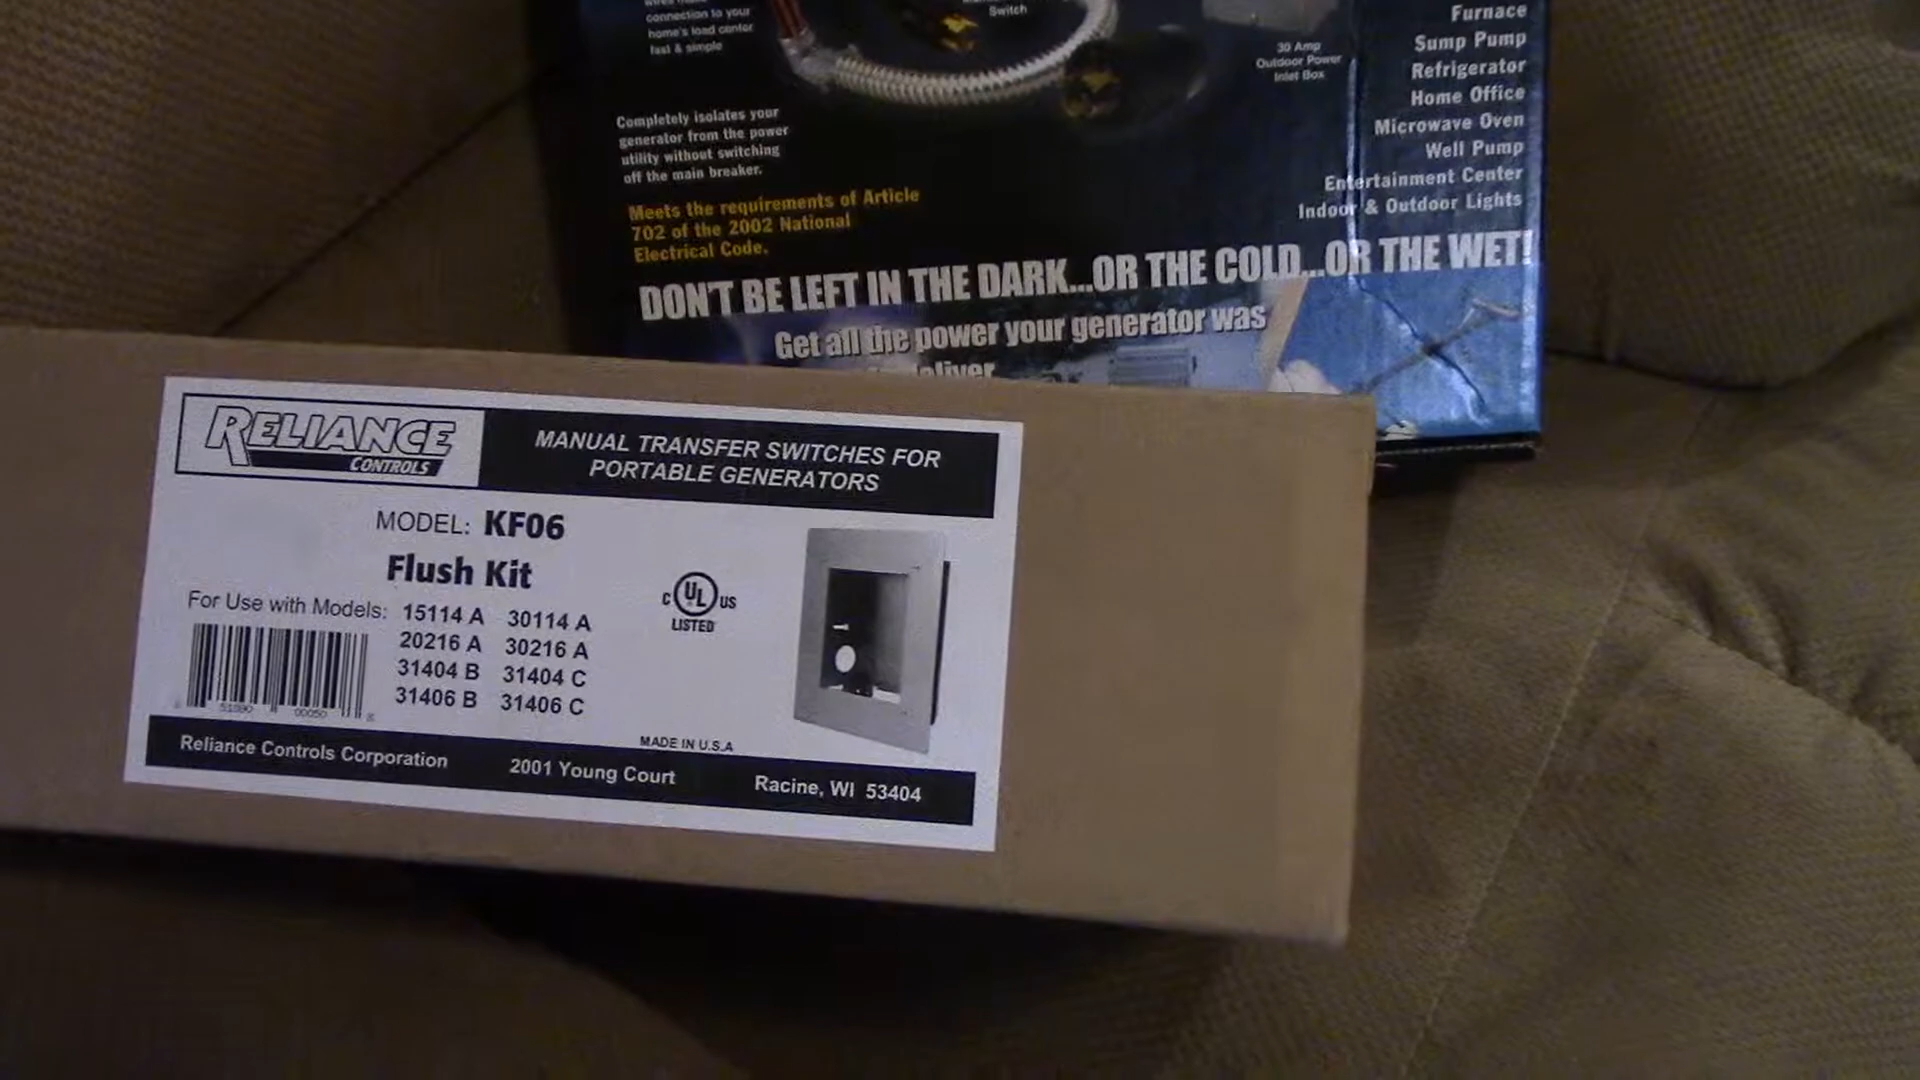 connection to your
home's load center
fast & simple
Switch
30 Amp
Outdoor Power
Inlet Box
Furnace
Sump Pump
Refrigerator
Home Office
Microwave Oven
Well Pump
Entertainment Center
Indoor & Outdoor Lights
Completely isolates your
generator from the power
utility without switching
off the main breaker.
Meets the requirements of Article
702 of the 2002 National
Electrical Code.
DON'T BE LEFT IN THE DARK...OR THE COLD...OR THE WET!
Get all the power your generator was
RELIANCE
CONTROLS
MANUAL TRANSFER SWITCHES FOR
PORTABLE GENERATORS
MODEL: KF06
Flush Kit
For Use with Models: 15114 A 30114 A
20216 A 30216 A
31404 B 31404 C
31406 B 31406 C
C UL US
LISTED
MADE IN U.S.A
Reliance Controls Corporation 2001 Young Court Racine, WI 53404